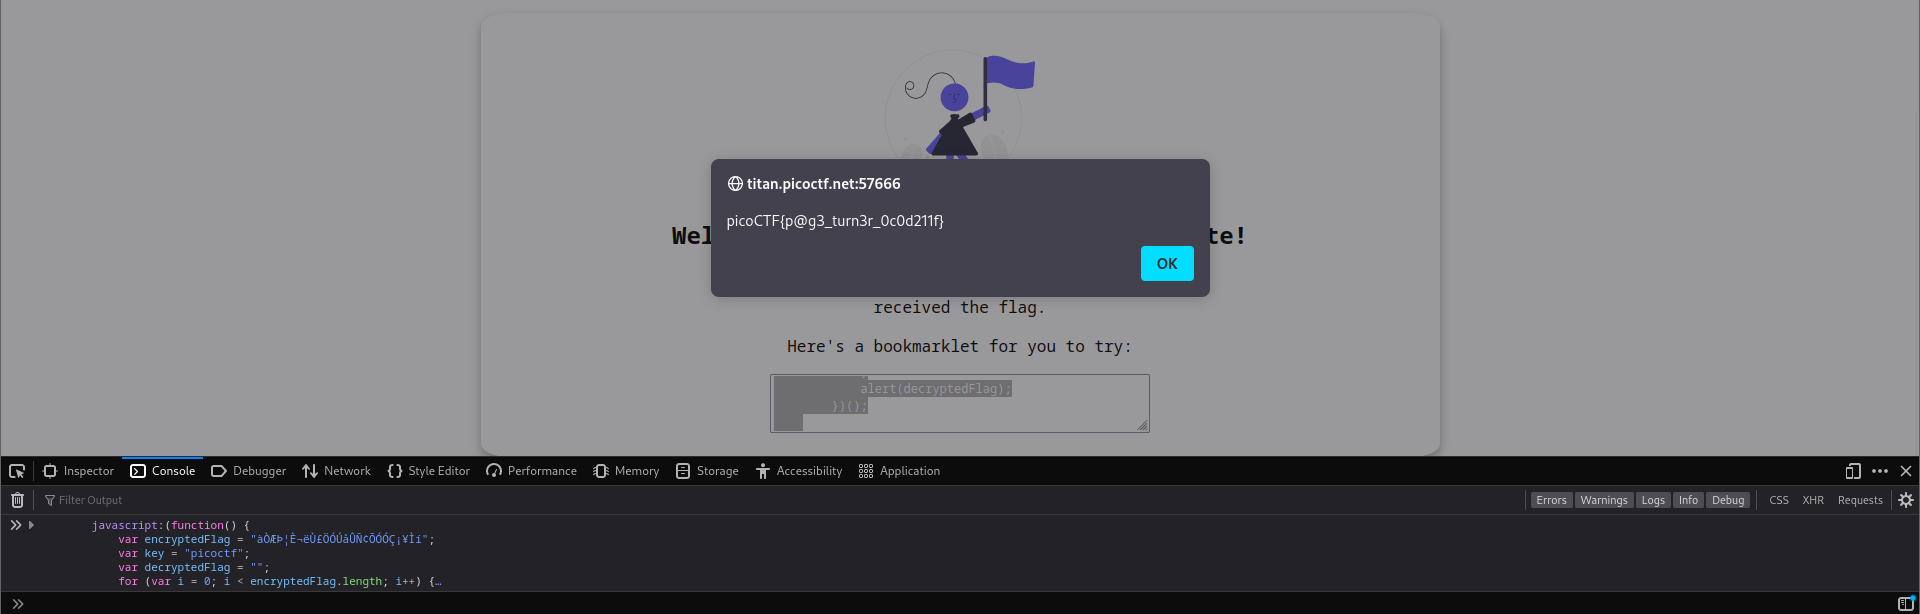 titan.picoctf.net:57666
picoCTF{p@g3_turn3r_0c0d211f}
OK
Wel
te!
received the flag.
Here's a bookmarklet for you to try:
alert(decryptedFlag);
})();
Inspector Console Debugger Network Style Editor Performance Memory Storage Accessibility Application
Filter Output Errors Warnings Logs Info Debug CSS XHR Requests
javascript:(function() {
var encryptedFlag = "àÒÆÞ¦È¬ëÙ£ÖÓÚåÛÑ¢ÕÓÓÇ¡¥Ìí";
var key = "picoctf";
var decryptedFlag = "";
for (var i = 0; i < encryptedFlag.length; i++) {…